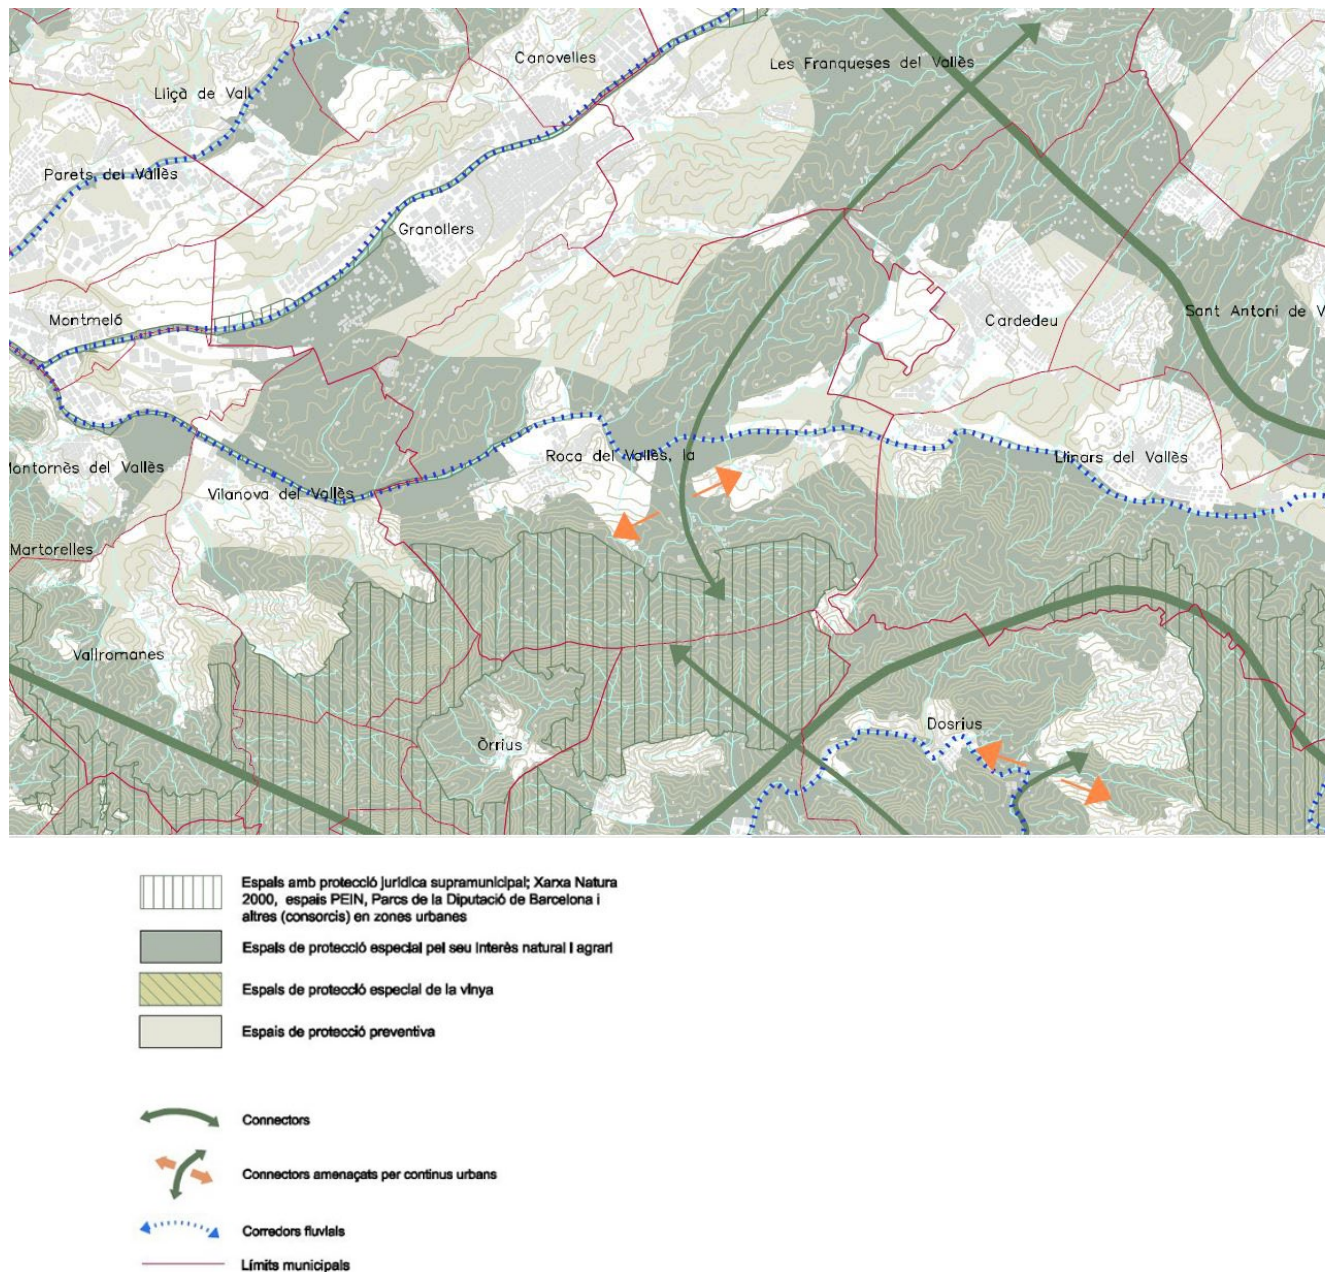 Canovelles
Les Franqueses del Vallès
Lliçà de Vall
Parets del Vallès
Granollers
Montmeló
Cardedeu
Sant Antoni de V
Roca del Vallès, la
Llinars del Vallès
Montornès del Vallès
Vilanova del Vallès
Martorelles
Vallromanes
Òrrius
Dosrius
Espais amb protecció jurídica supramunicipal; Xarxa Natura
2000, espais PEIN, Parcs de la Diputació de Barcelona i
altres (consorcis) en zones urbanes
Espais de protecció especial pel seu interès natural i agrari
Espais de protecció especial de la vinya
Espais de protecció preventiva
Connectors
Connectors amenaçats per continus urbans
Corredors fluvials
Límits municipals